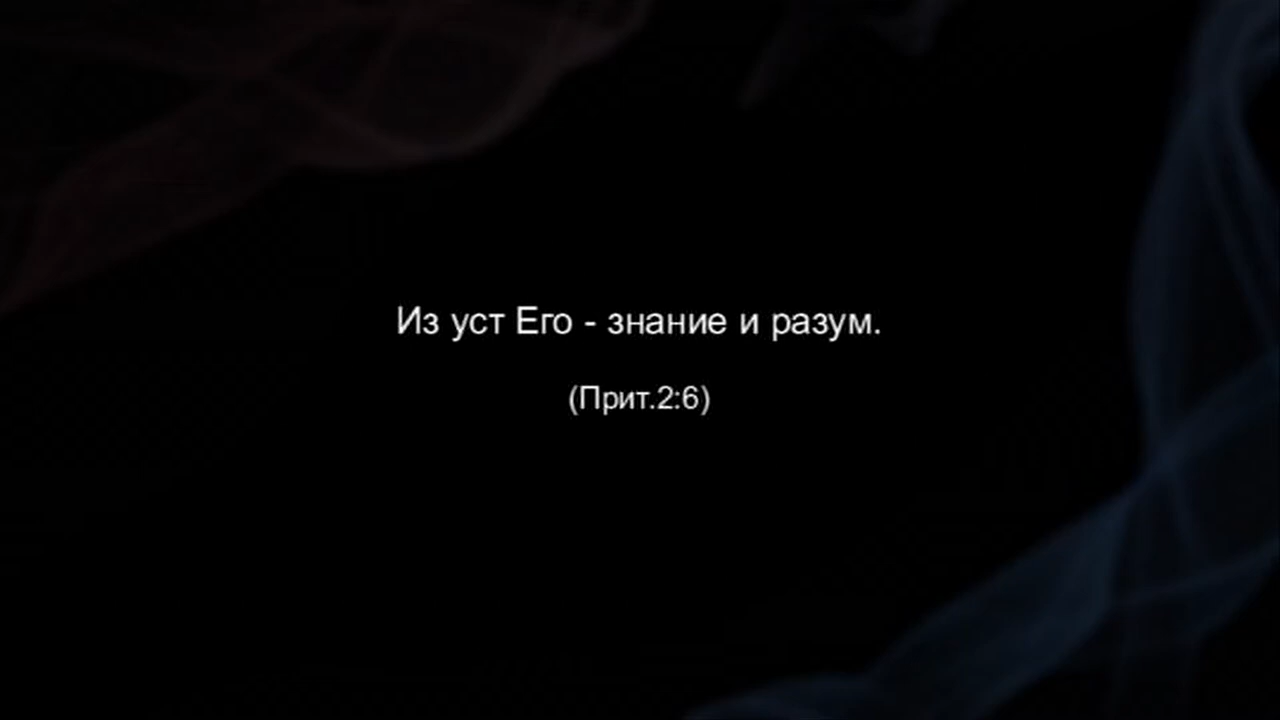 Из уст Его - знание и разум.
(Прит.2:6)